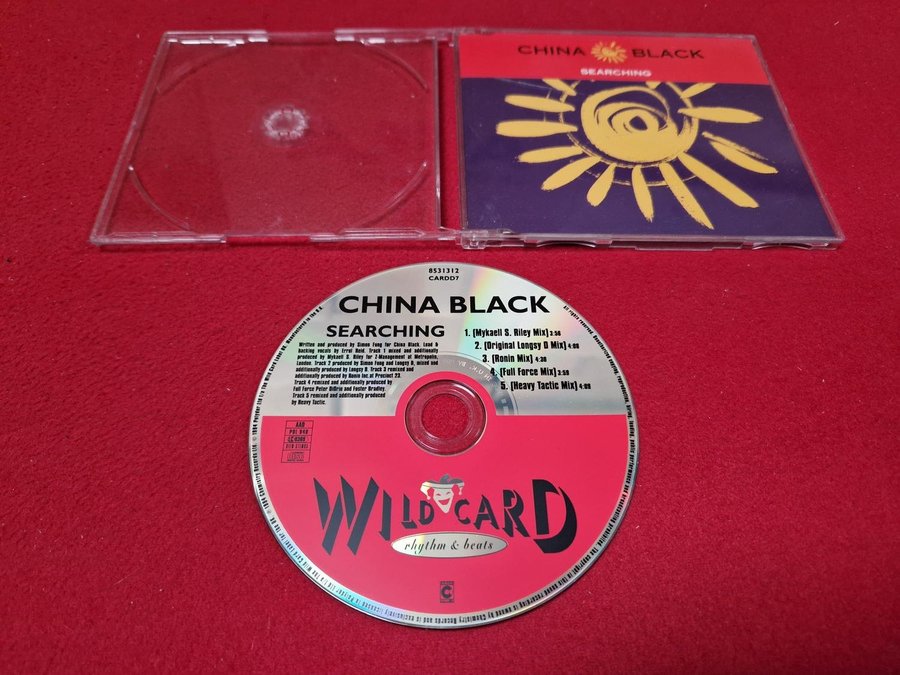 CHINA BLACK
SEARCHING
8531312
CARDD7
CHINA BLACK
SEARCHING
Written and produced by Simon Fung for China Black. Lead &
backing vocals by Errol Reid. Track 1 mixed and additionally
produced by Mykaell S. Riley for Z-Management at Metropolis,
London. Track 2 produced by Simon Fung and Longsy D, mixed and
additionally produced by Longsy D. Track 3 remixed and
additionally produced by Ronin Inc. at Precinct 23.
Track 4 remixed and additionally produced by
Full Force Peter
and Foster Bradley.
Track 5 remixed and additionally produced
by Heavy Tactic.
1. [Mykaell S. Riley Mix] 3:56
2. [Original Longsy D Mix] 4:00
3. [Ronin Mix] 4:30
4. [Full Force Mix] 3:59
5. [Heavy Tactic Mix] 4:09
AAD
WILD CARD
rhythm & beats
C